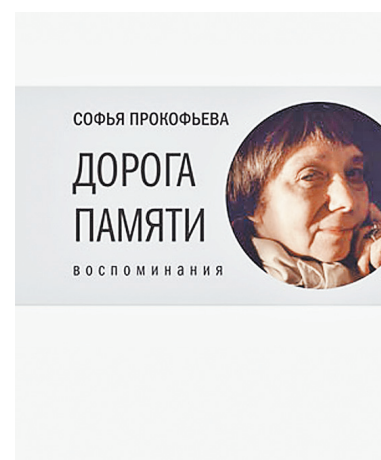 СОФЬЯ ПРОКОФЬЕВА
ДОРОГА
ПАМЯТИ
воспоминания